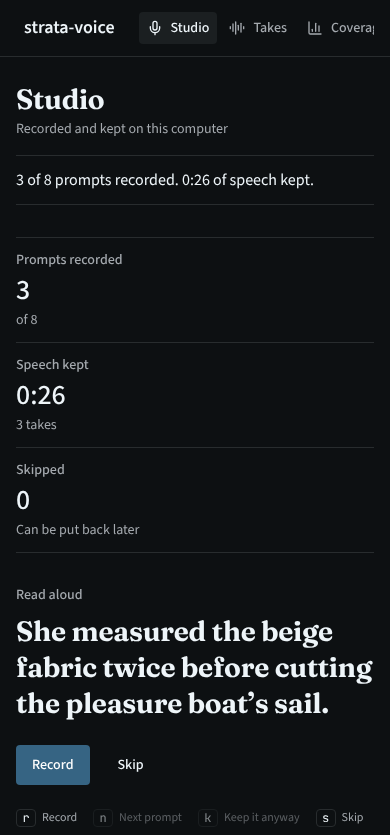 strata-voice Studio Takes Coverag
Studio
Recorded and kept on this computer
3 of 8 prompts recorded. 0:26 of speech kept.
Prompts recorded
3
of 8
Speech kept
0:26
3 takes
Skipped
0
Can be put back later
Read aloud
She measured the beige
fabric twice before cutting
the pleasure boat’s sail.
Record Skip
r Record n Next prompt k Keep it anyway s Skip